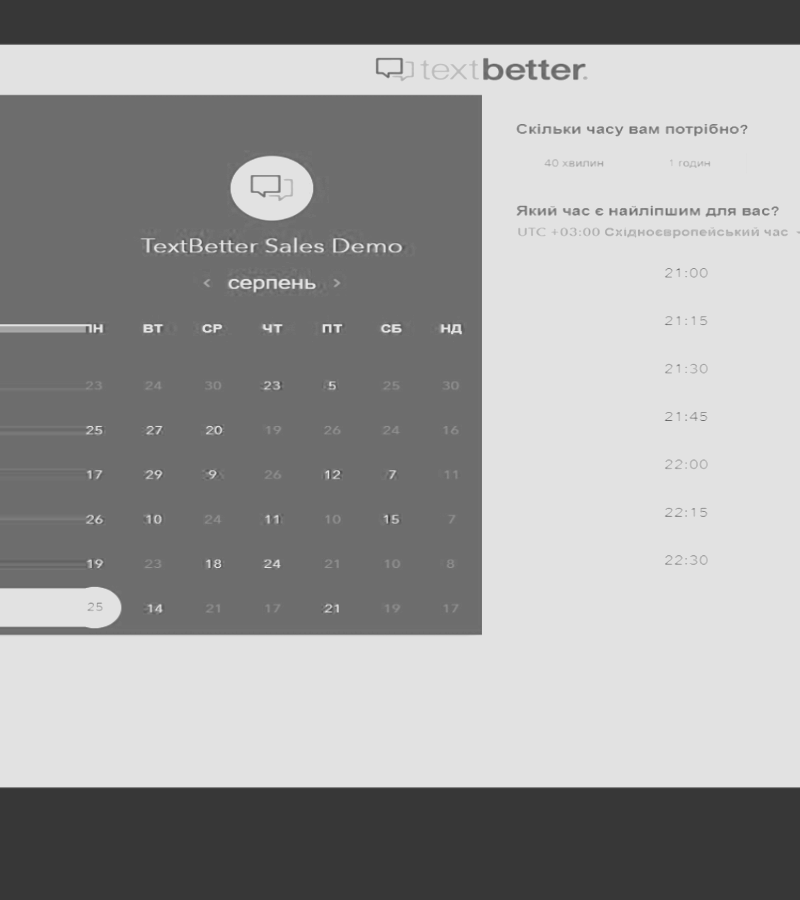 textbetter.
TextBetter Sales Demo
‹ серпень ›
ПН ВТ СР ЧТ ПТ СБ НД
23 24 30 23 5 25 30
25 27 20 19 26 24 16
17 29 9 26 12 7 11
26 10 24 11 10 15 7
19 23 18 24 21 10 8
25 14 21 17 21 19 17
Скільки часу вам потрібно?
40 хвилин 1 годин
Який час є найліпшим для вас?
UTC +03:00 Східноєвропейський час
21:00
21:15
21:30
21:45
22:00
22:15
22:30